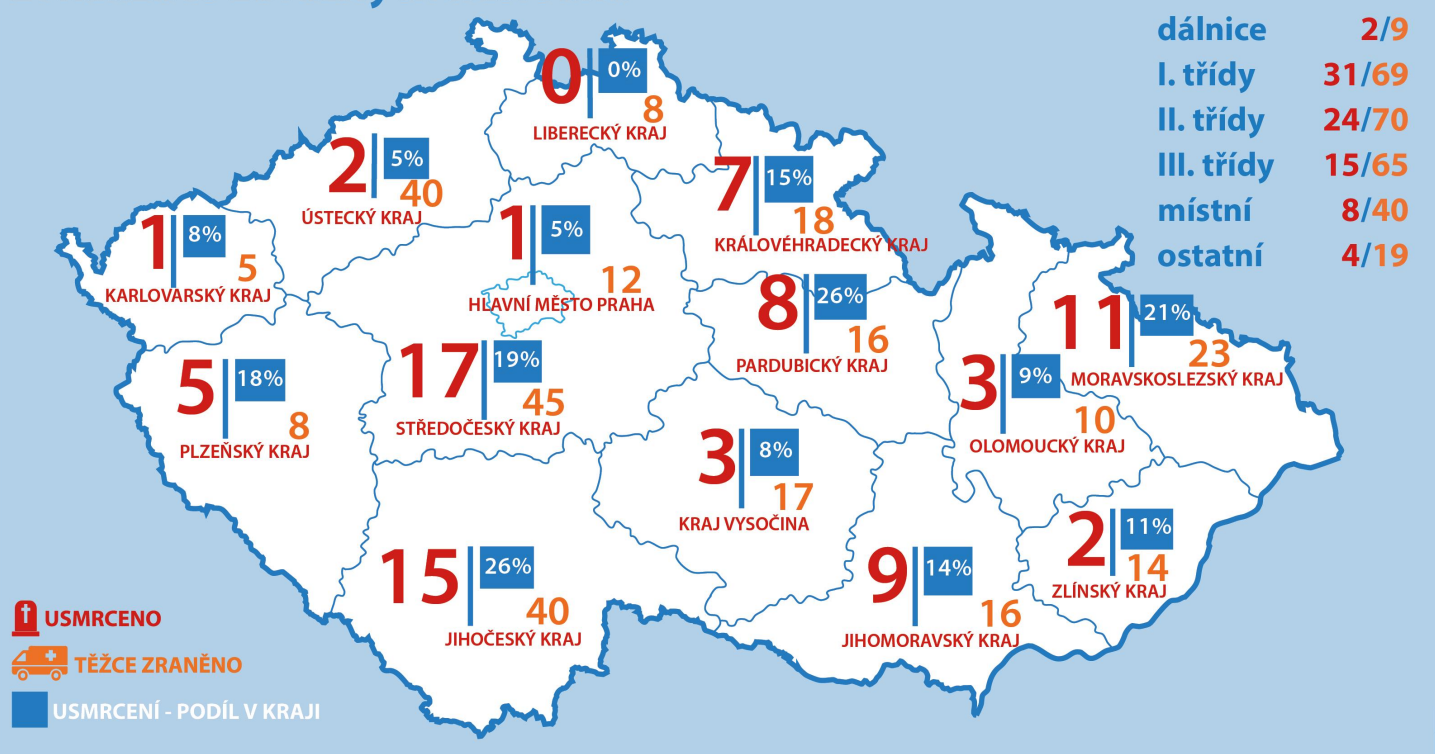 dálnice 2/9
I. třídy 31/69
II. třídy 24/70
III. třídy 15/65
místní 8/40
ostatní 4/19
0 0%
8
LIBERECKÝ KRAJ
2 5%
40
ÚSTECKÝ KRAJ
7 15%
18
KRÁLOVÉHRADECKÝ KRAJ
1 8%
5
KARLOVARSKÝ KRAJ
1 5%
12
HLAVNÍ MĚSTO PRAHA
8 26%
16
PARDUBICKÝ KRAJ
11 21%
23
MORAVSKOSLEZSKÝ KRAJ
5 18%
8
PLZEŇSKÝ KRAJ
17 19%
45
STŘEDOČESKÝ KRAJ
3 9%
10
OLOMOUCKÝ KRAJ
3 8%
17
KRAJ VYSOČINA
2 11%
14
ZLÍNSKÝ KRAJ
15 26%
40
JIHOČESKÝ KRAJ
9 14%
16
JIHOMORAVSKÝ KRAJ
USMRCENO
TĚŽCE ZRANĚNO
USMRCENÍ - PODÍL V KRAJI